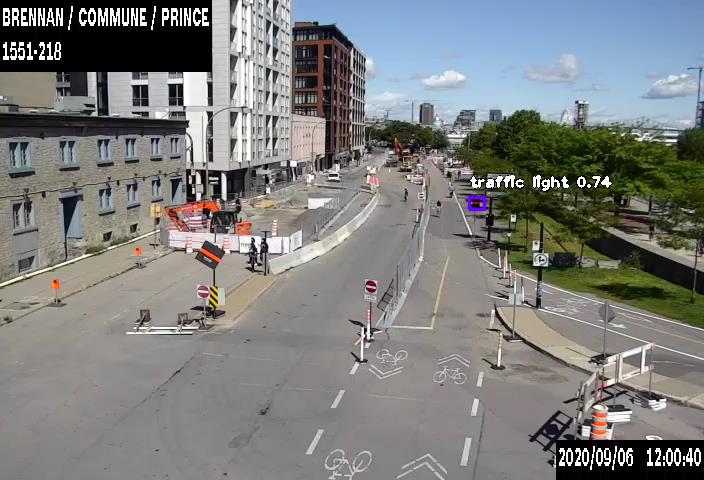 BRENNAN / COMMUNE / PRINCE
1551-218
traffic light 0.74
2020/09/06 12:00:40